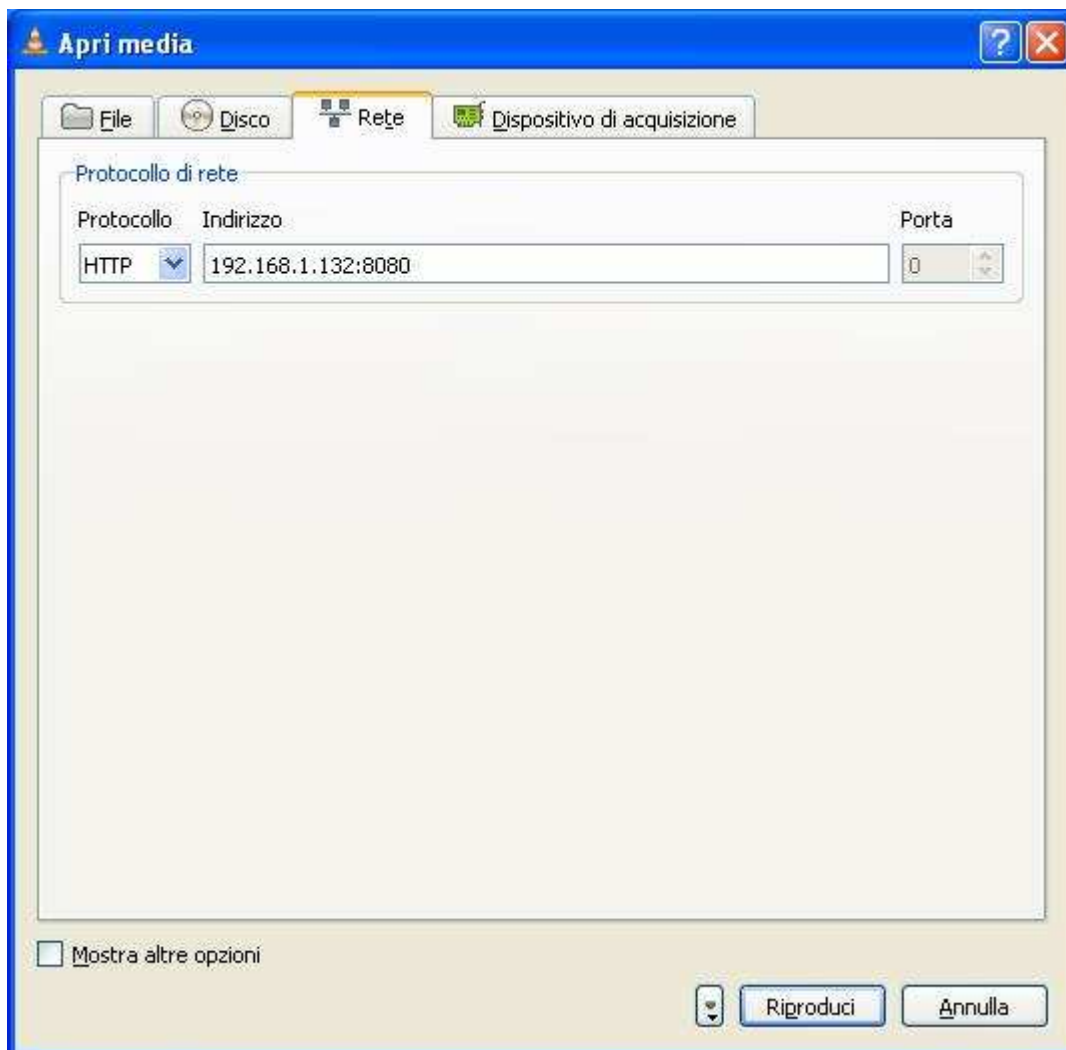 Apri media
File Disco Rete Dispositivo di acquisizione
Protocollo di rete
Protocollo Indirizzo Porta
HTTP 192.168.1.132:8080 0
Mostra altre opzioni
Riproduci Annulla